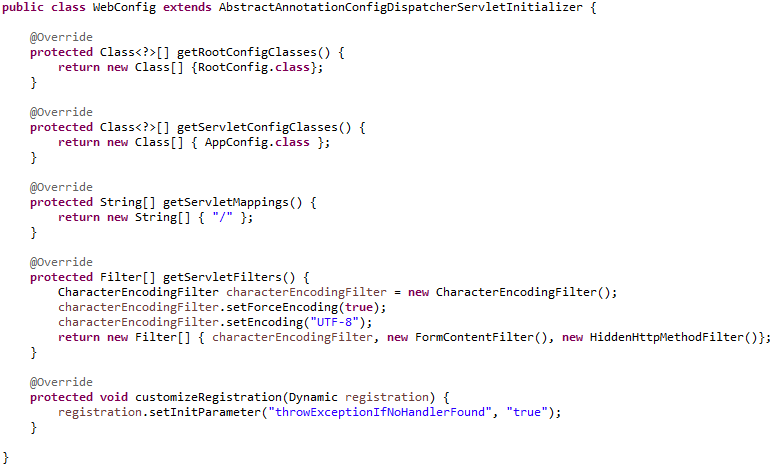 public class WebConfig extends AbstractAnnotationConfigDispatcherServletInitializer {
@Override
protected Class<?>[] getRootConfigClasses() {
return new Class[] {RootConfig.class};
}
@Override
protected Class<?>[] getServletConfigClasses() {
return new Class[] { AppConfig.class };
}
@Override
protected String[] getServletMappings() {
return new String[] { "/" };
}
@Override
protected Filter[] getServletFilters() {
CharacterEncodingFilter characterEncodingFilter = new CharacterEncodingFilter();
characterEncodingFilter.setForceEncoding(true);
characterEncodingFilter.setEncoding("UTF-8");
return new Filter[] { characterEncodingFilter, new FormContentFilter(), new HiddenHttpMethodFilter()};
}
@Override
protected void customizeRegistration(Dynamic registration) {
registration.setInitParameter("throwExceptionIfNoHandlerFound", "true");
}
}